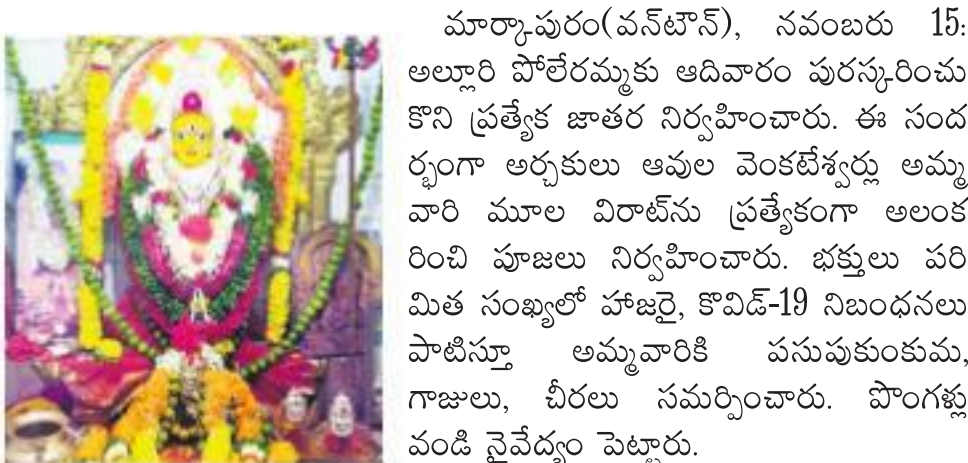 మార్కాపురం(వన్‌టౌన్), నవంబరు 15:
అల్లూరి పోలేరమ్మకు ఆదివారం పురస్కరించు
కొని ప్రత్యేక జాతర నిర్వహించారు. ఈ సంద
ర్భంగా అర్చకులు ఆవుల వెంకటేశ్వర్లు అమ్మ
వారి మూల విరాట్‌ను ప్రత్యేకంగా అలంక
రించి పూజలు నిర్వహించారు. భక్తులు పరి
మిత సంఖ్యలో హాజరై, కొవిడ్-19 నిబంధనలు
పాటిస్తూ అమ్మవారికి పసుపుకుంకుమ,
గాజులు, చీరలు సమర్పించారు. పొంగళ్లు
వండి నైవేద్యం పెట్టారు.